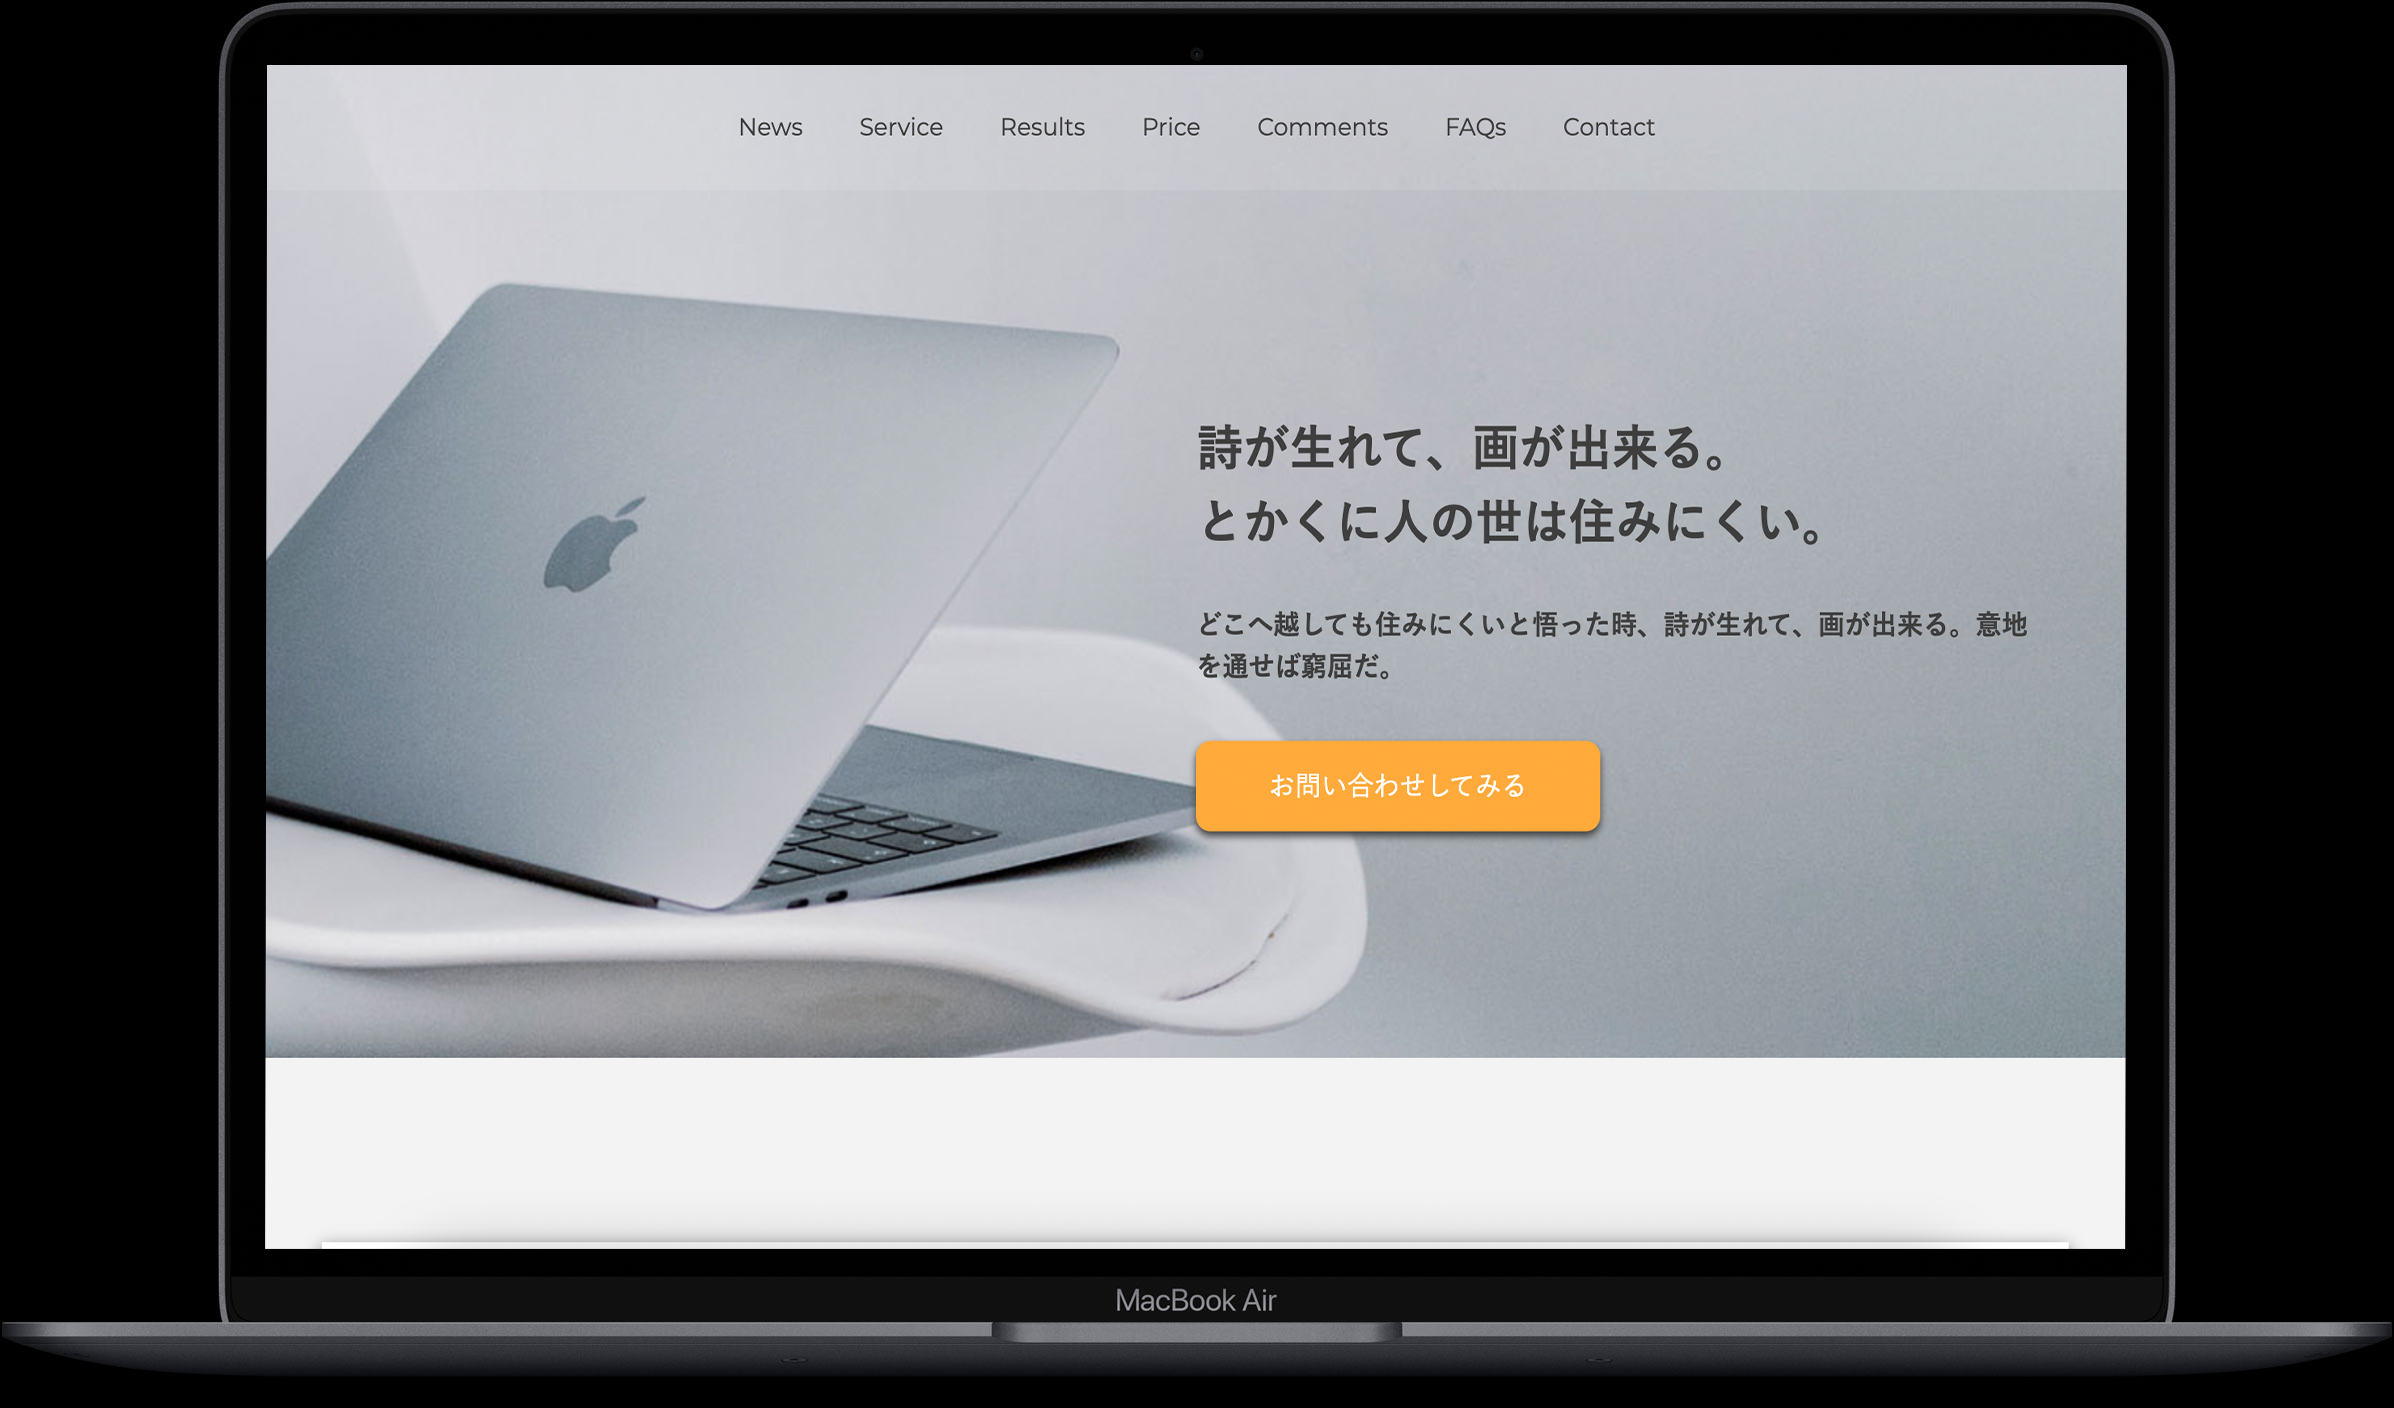 News Service Results Price Comments FAQs Contact
詩が生れて、画が出来る。
とかくに人の世は住みにくい。
どこへ越しても住みにくいと悟った時、詩が生れて、画が出来る。意地
を通せば窮屈だ。
お問い合わせしてみる
MacBook Air